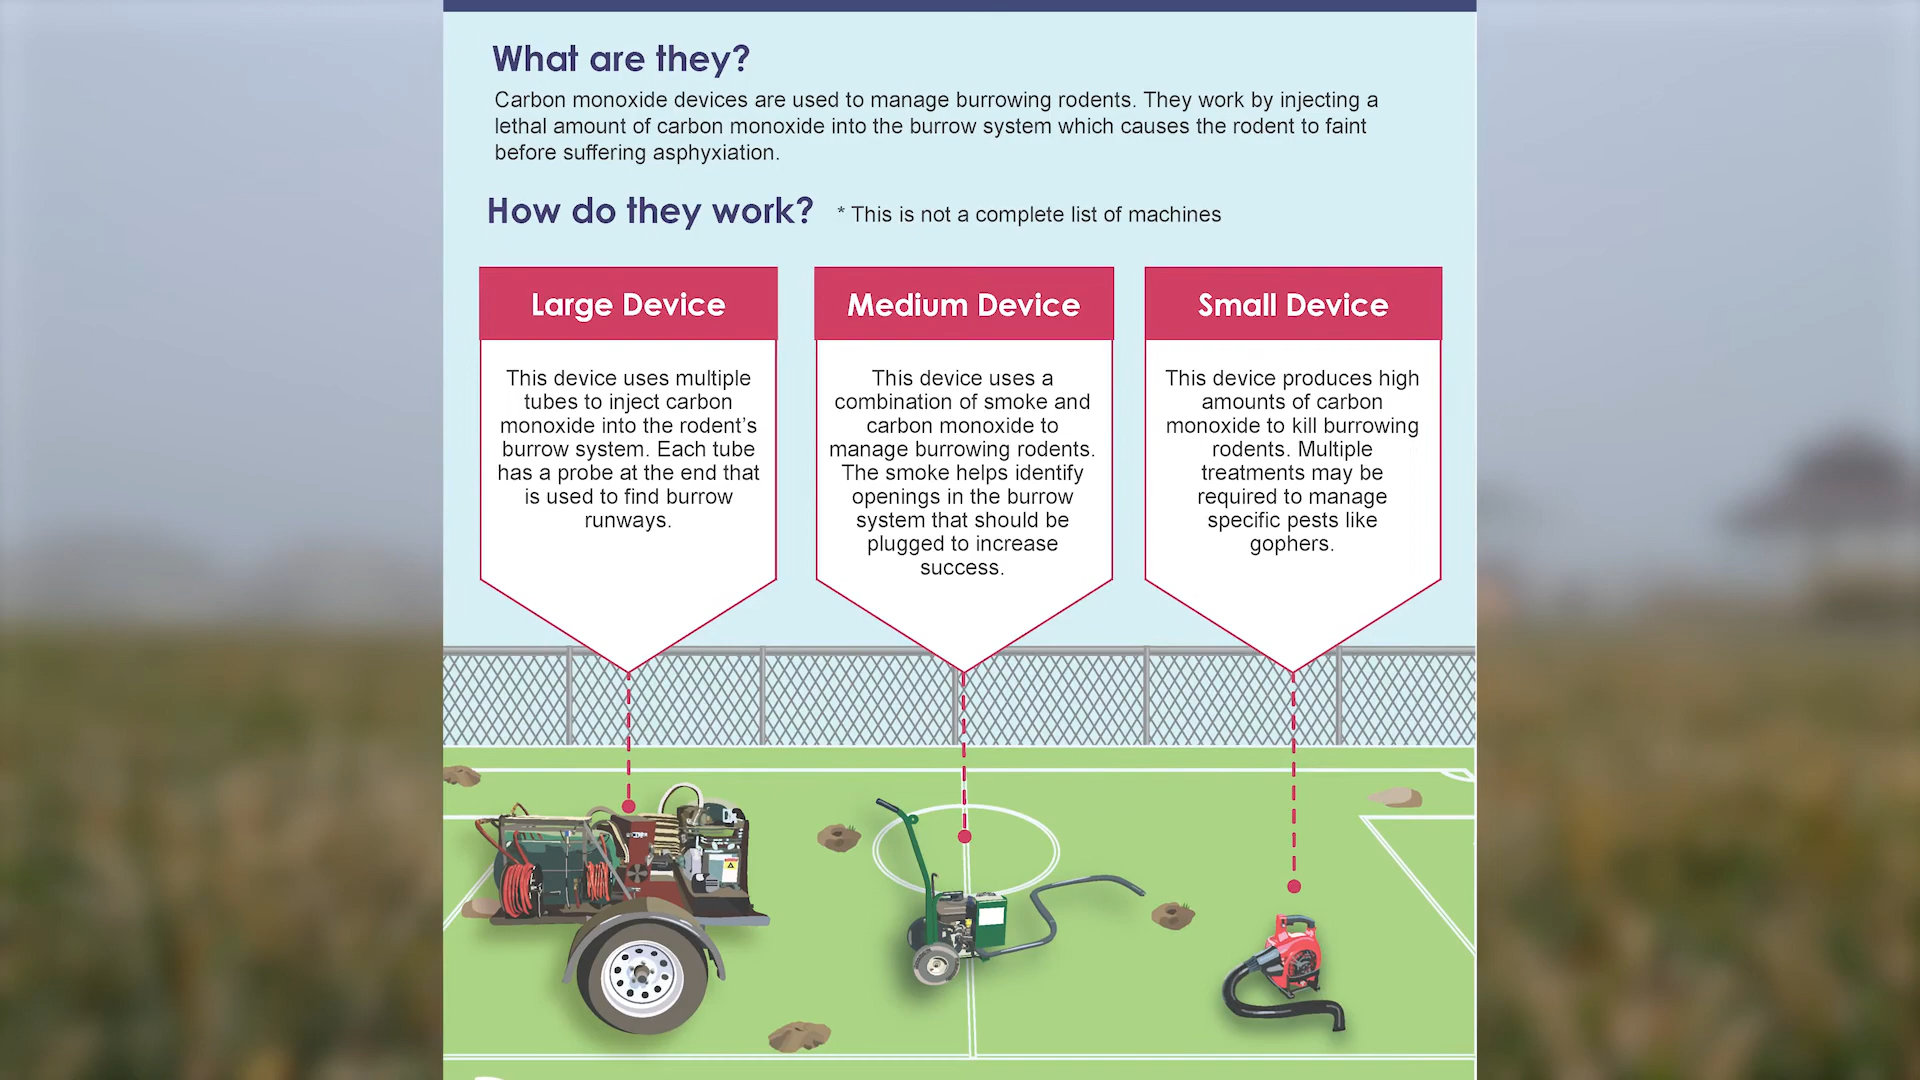 What are they?
Carbon monoxide devices are used to manage burrowing rodents. They work by injecting a
lethal amount of carbon monoxide into the burrow system which causes the rodent to faint
before suffering asphyxiation.
How do they work? * This is not a complete list of machines
Large Device
This device uses multiple
tubes to inject carbon
monoxide into the rodent's
burrow system. Each tube
has a probe at the end that
is used to find burrow
runways.
Medium Device
This device uses a
combination of smoke and
carbon monoxide to
manage burrowing rodents.
The smoke helps identify
openings in the burrow
system that should be
plugged to increase
success.
Small Device
This device produces high
amounts of carbon
monoxide to kill burrowing
rodents. Multiple
treatments may be
required to manage
specific pests like
gophers.